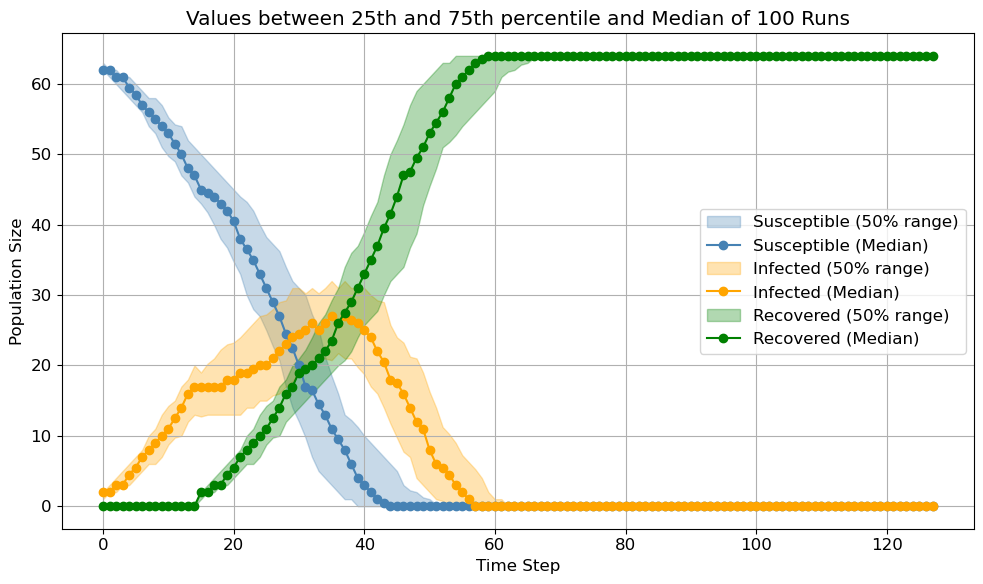 Values between 25th and 75th percentile and Median of 100 Runs
Population Size
60
50
40
30
20
10
0
Susceptible (50% range)
Susceptible (Median)
Infected (50% range)
Infected (Median)
Recovered (50% range)
Recovered (Median)
0 20 40 60 80 100 120
Time Step